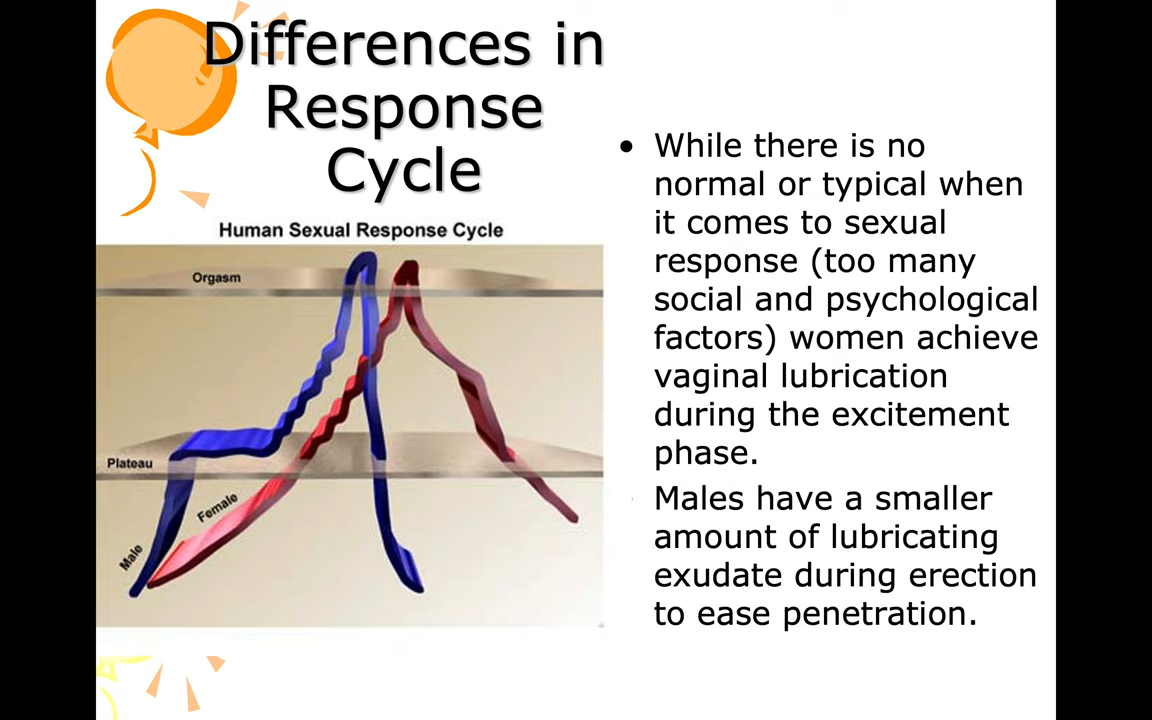 Differences in
Response
Cycle
Human Sexual Response Cycle
Orgasm
Plateau
Female
Male
• While there is no
normal or typical when
it comes to sexual
response (too many
social and psychological
factors) women achieve
vaginal lubrication
during the excitement
phase.
Males have a smaller
amount of lubricating
exudate during erection
to ease penetration.